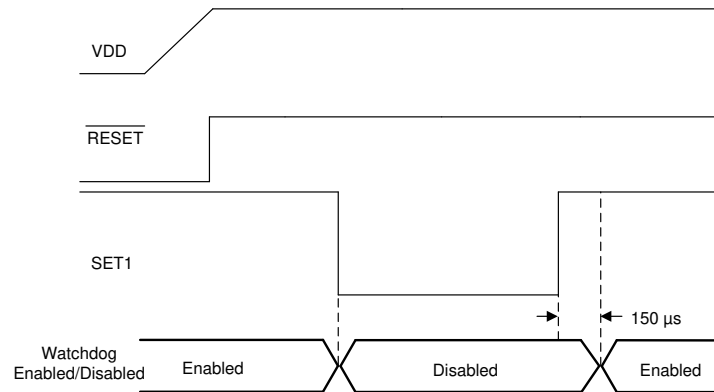 VDD
RESET
SET1
150 µs
Watchdog
Enabled/Disabled
Enabled
Disabled
Enabled